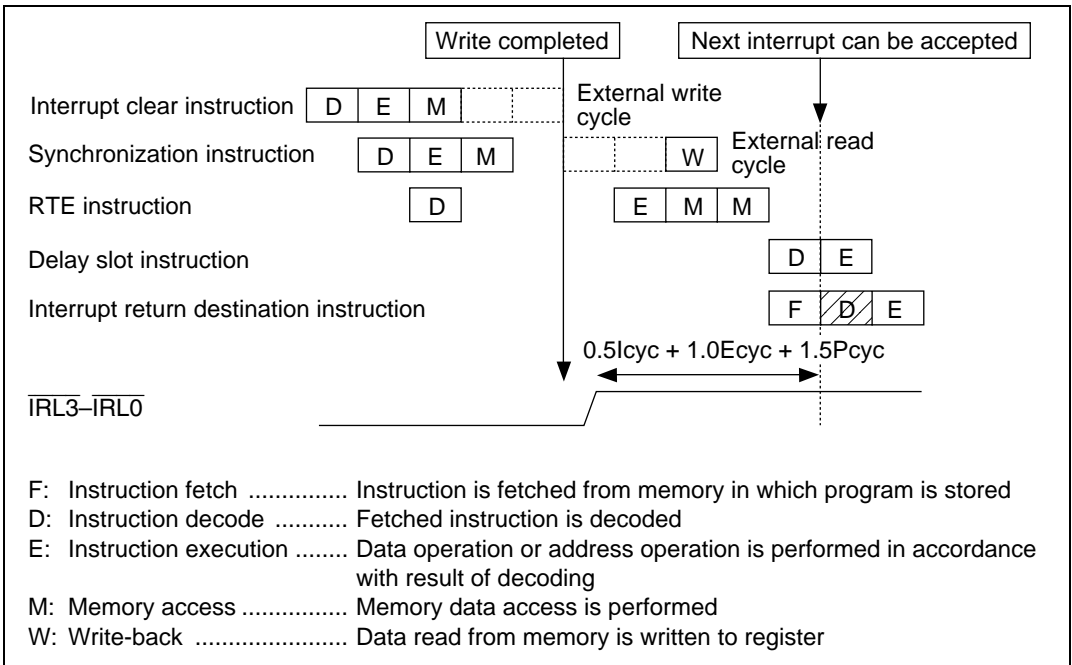 Write completed Next interrupt can be accepted
Interrupt clear instruction D E M External write
cycle
Synchronization instruction D E M W External read
cycle
RTE instruction D E M M
Delay slot instruction D E
Interrupt return destination instruction F D E
0.5Icyc + 1.0Ecyc + 1.5Pcyc
IRL3–IRL0
F: Instruction fetch ............... Instruction is fetched from memory in which program is stored
D: Instruction decode ........... Fetched instruction is decoded
E: Instruction execution ........ Data operation or address operation is performed in accordance
with result of decoding
M: Memory access ................ Memory data access is performed
W: Write-back ..................... Data read from memory is written to register